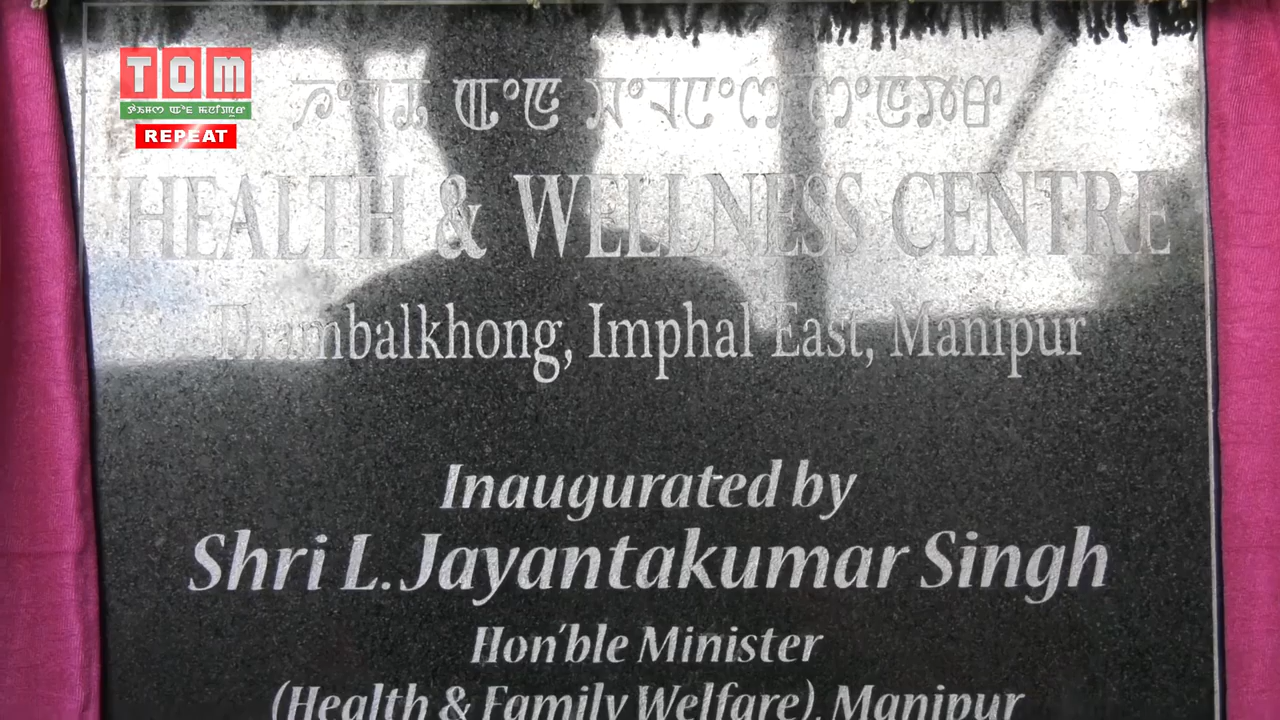 TOM
REPEAT
HEALTH & WELLNESS CENTRE
Thambalkhong, Imphal East, Manipur
Inaugurated by
Shri L. Jayantakumar Singh
Hon'ble Minister
(Health & Family Welfare), Manipur